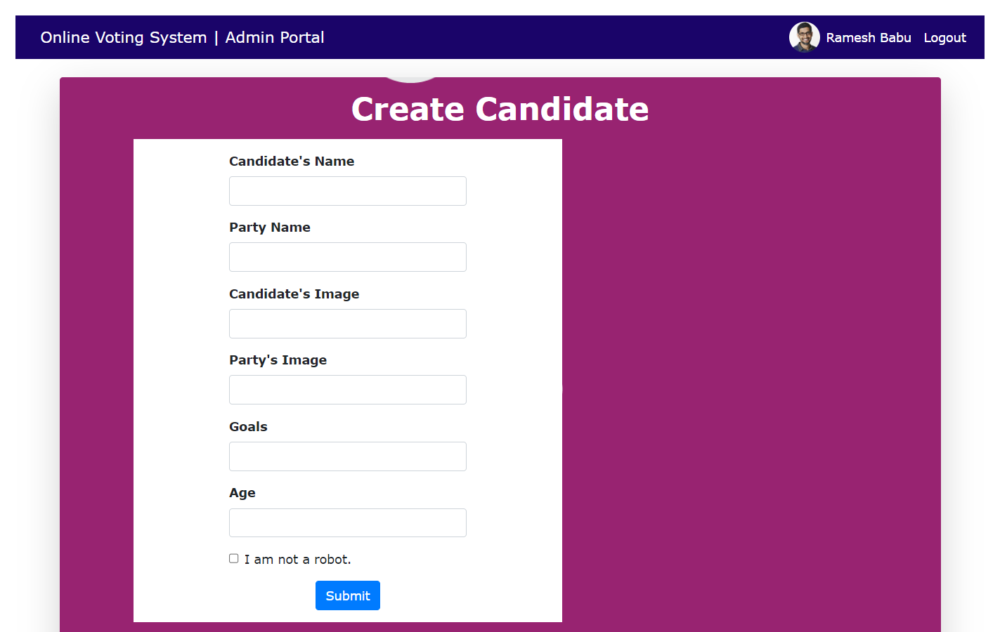 Online Voting System | Admin Portal
Ramesh Babu Logout
Create Candidate
Candidate's Name
Party Name
Candidate's Image
Party's Image
Goals
Age
I am not a robot.
Submit